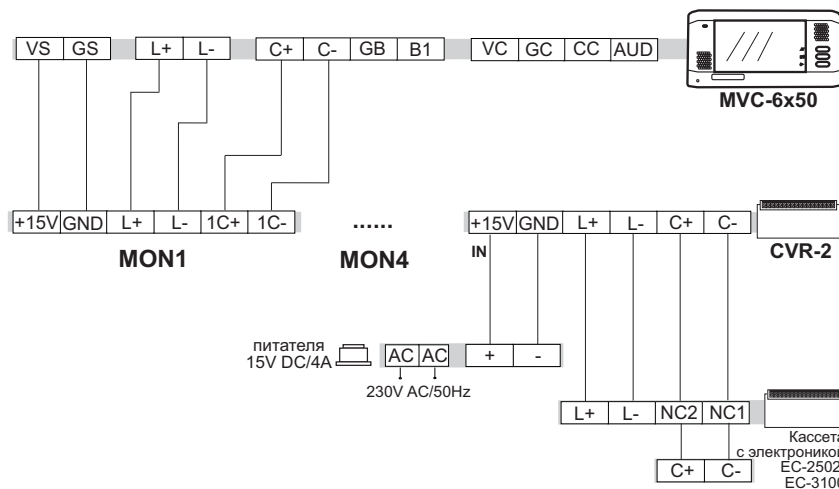 VS GS L+ L- C+ C- GB B1 VC GC CC AUD
MVC-6x50
+15V GND L+ L- 1C+ 1C-
MON1
......
MON4
+15V GND L+ L- C+ C-
IN
CVR-2
питателя
15V DC/4A
AC AC + -
230V AC/50Hz
L+ L- NC2 NC1
C+ C-
Кассета
с электроникой
EC-2502
EC-3100